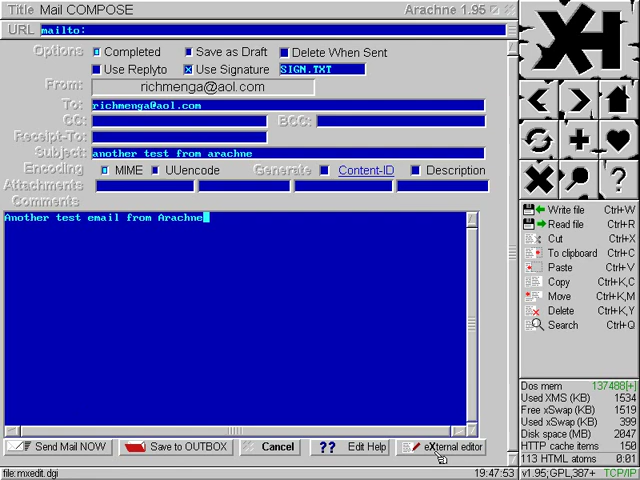 Title Mail COMPOSE Arachne 1.95
URL mailto:
Options Completed Save as Draft Delete When Sent
Use Replyto Use Signature SIGN.TXT
From: richmenga@aol.com
To: richmenga@aol.com
CC: BCC:
Receipt-To:
Subject: another test from arachne
Encoding MIME UUencode Generate Content-ID Description
Attachments
Comments
Another test email from Arachne
Send Mail NOW Save to OUTBOX Cancel ?? Edit Help eXternal editor
file:mxedit.dgi 19:47:53
XH
?
Write file Ctrl+W
Read file Ctrl+R
Cut Ctrl+X
To clipboard Ctrl+C
Paste Ctrl+V
Copy Ctrl+K,C
Move Ctrl+K,M
Delete Ctrl+K,Y
Search Ctrl+Q
Dos mem 137488[+]
Used XMS (KB) 1534
Free xSwap (KB) 1519
Used xSwap (KB) 399
Disk space (MB) 2047
HTTP cache items 150
113 HTML atoms 0:01
v1.95;GPL,387+ TCP/IP